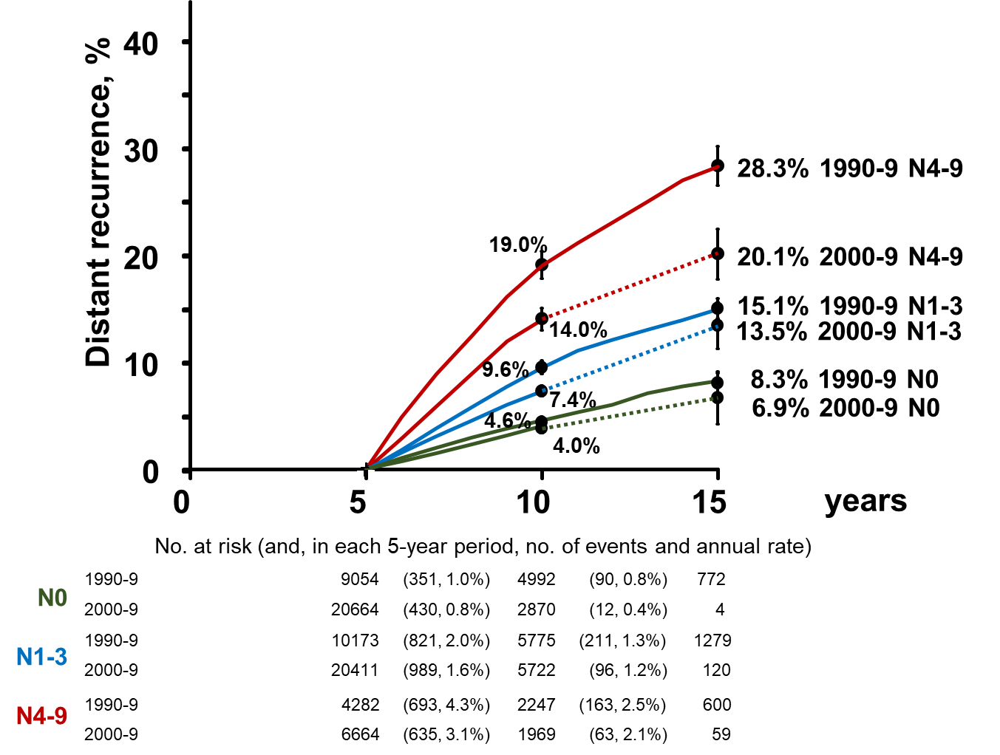 Distant recurrence, %
40
30
20
10
0
0 5 10 15 years
28.3% 1990-9 N4-9
19.0%
20.1% 2000-9 N4-9
15.1% 1990-9 N1-3
14.0%
13.5% 2000-9 N1-3
9.6%
8.3% 1990-9 N0
7.4%
6.9% 2000-9 N0
4.6%
4.0%
No. at risk (and, in each 5-year period, no. of events and annual rate)
N0
1990-9 9054 (351, 1.0%) 4992 (90, 0.8%) 772
2000-9 20664 (430, 0.8%) 2870 (12, 0.4%) 4
N1-3
1990-9 10173 (821, 2.0%) 5775 (211, 1.3%) 1279
2000-9 20411 (989, 1.6%) 5722 (96, 1.2%) 120
N4-9
1990-9 4282 (693, 4.3%) 2247 (163, 2.5%) 600
2000-9 6664 (635, 3.1%) 1969 (63, 2.1%) 59